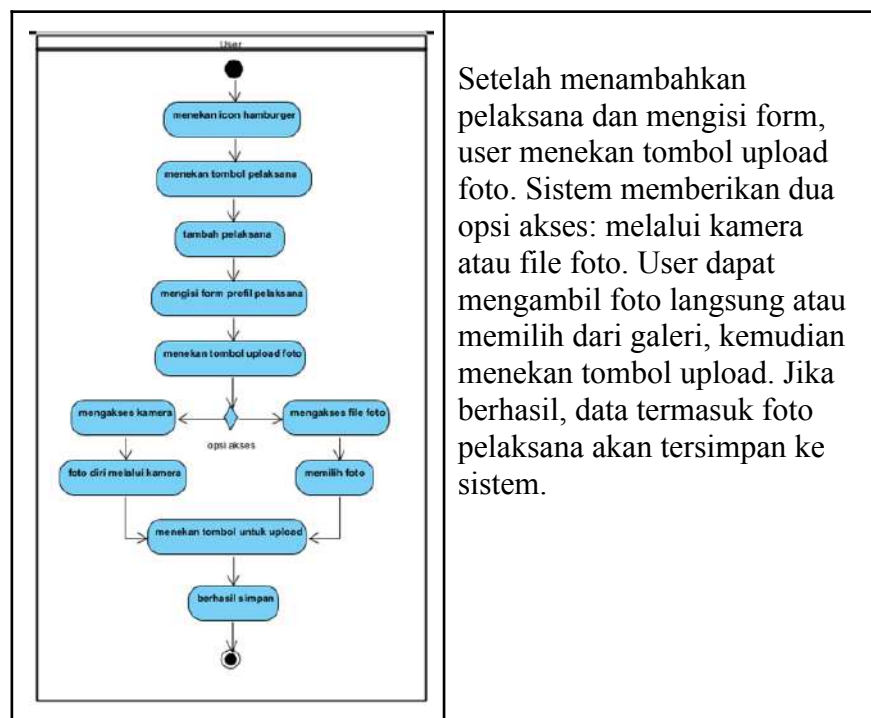 User
menekan icon hamburger
menekan tombol pelaksana
tambah pelaksana
mengisi form profil pelaksana
menekan tombol upload foto
mengakses kamera
mengakses file foto
opsi akses
foto diri melalui kamera
memilih foto
menekan tombol untuk upload
berhasil simpan
Setelah menambahkan
pelaksana dan mengisi form,
user menekan tombol upload
foto. Sistem memberikan dua
opsi akses: melalui kamera
atau file foto. User dapat
mengambil foto langsung atau
memilih dari galeri, kemudian
menekan tombol upload. Jika
berhasil, data termasuk foto
pelaksana akan tersimpan ke
sistem.